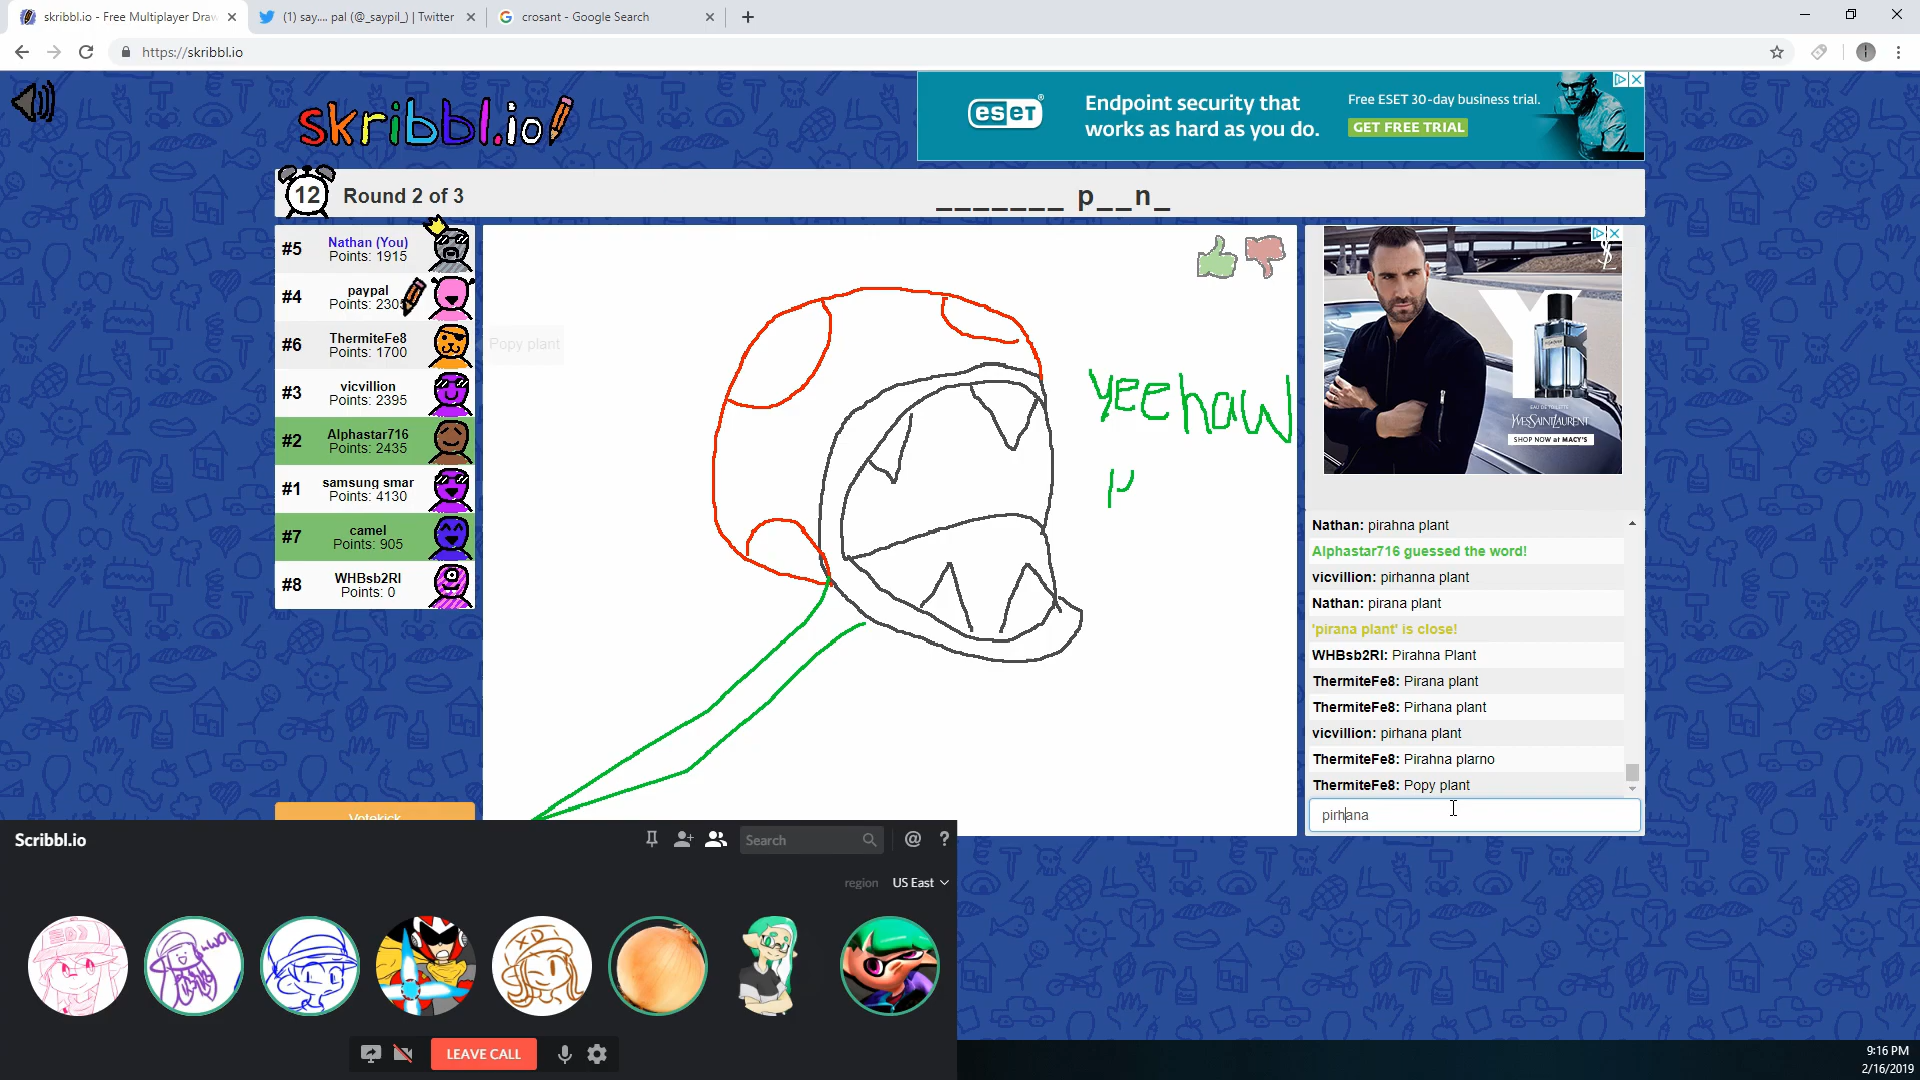 skribbl.io - Free Multiplayer Draw
(1) say.... pal (@_saypil_) | Twitter
crosant - Google Search
https://skribbl.io
skribbl.io
eset
Endpoint security that
works as hard as you do.
Free ESET 30-day business trial.
GET FREE TRIAL
12
Round 2 of 3
_______ p__n_
#5
Nathan (You)
Points: 1915
#4
paypal
Points: 2305
#6
ThermiteFe8
Points: 1700
#3
vicvillion
Points: 2395
#2
Alphastar716
Points: 2435
#1
samsung smar
Points: 4130
#7
camel
Points: 905
#8
WHBsb2RI
Points: 0
Votekick
Popy plant
yeehaw
Y
EAU DE TOILETTE
YVESSAINTLAURENT
SHOP NOW at MACY'S
Nathan: pirahna plant
Alphastar716 guessed the word!
vicvillion: pirhanna plant
Nathan: pirana plant
'pirana plant' is close!
WHBsb2RI: Pirahna Plant
ThermiteFe8: Pirana plant
ThermiteFe8: Pirhana plant
vicvillion: pirhana plant
ThermiteFe8: Pirahna plarno
ThermiteFe8: Popy plant
pirhana
Scribbl.io
Search
region
US East
XD
LEAVE CALL
9:16 PM
2/16/2019